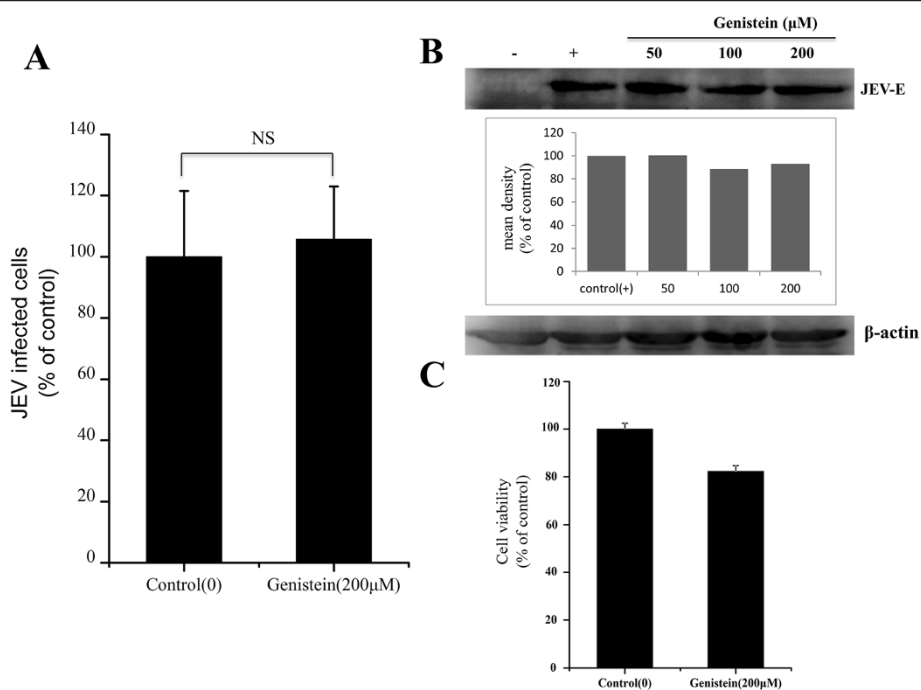 A
140
120
100
80
60
40
20
0
JEV infected cells
(% of control)
NS
Control(0)
Genistein(200µM)
B
Genistein (µM)
-
+
50
100
200
JEV-E
120
100
80
60
40
20
0
mean density
(% of control)
control(+)
50
100
200
β-actin
C
120
100
80
60
40
20
0
Cell viability
(% of control)
Control(0)
Genistein(200µM)